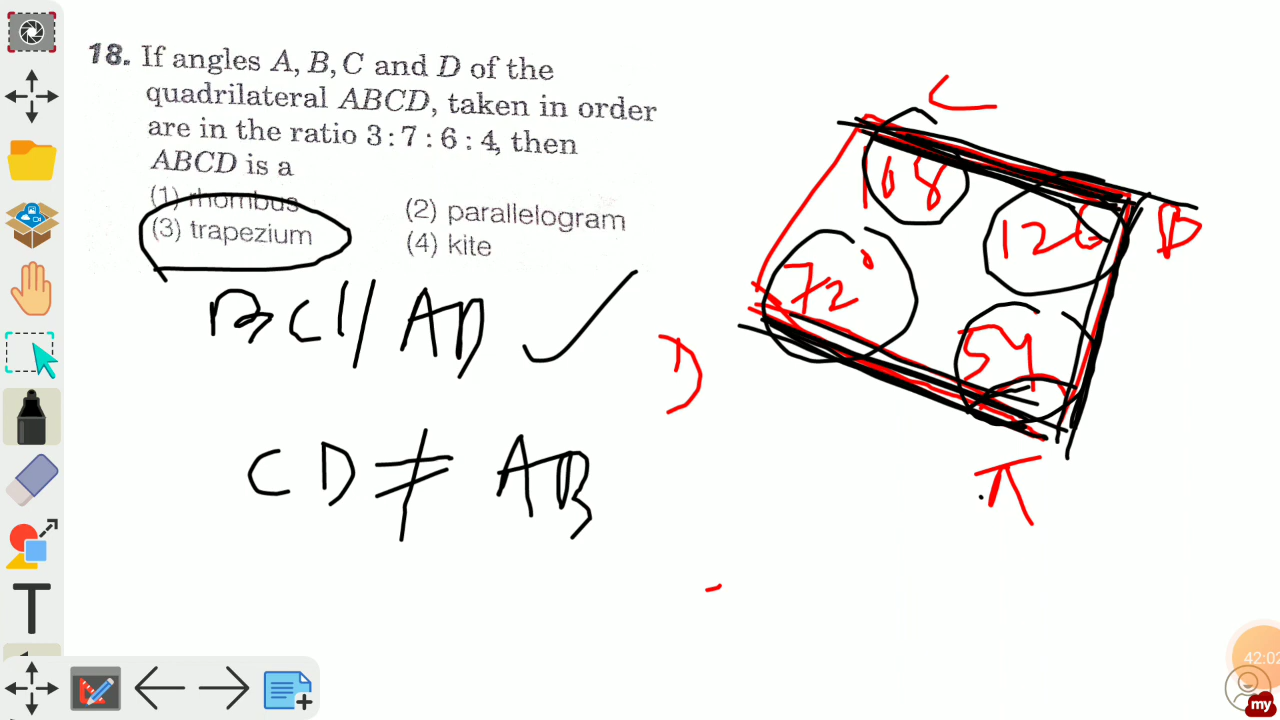 18. If angles A, B, C and D of the
quadrilateral ABCD, taken in order
are in the ratio 3 : 7 : 6 : 4, then
ABCD is a
(1) rhombus (2) parallelogram
(3) trapezium (4) kite
BC || AD
CD ≠ AB
C
108
126
B
72°
54
D
A
T
42:02
my